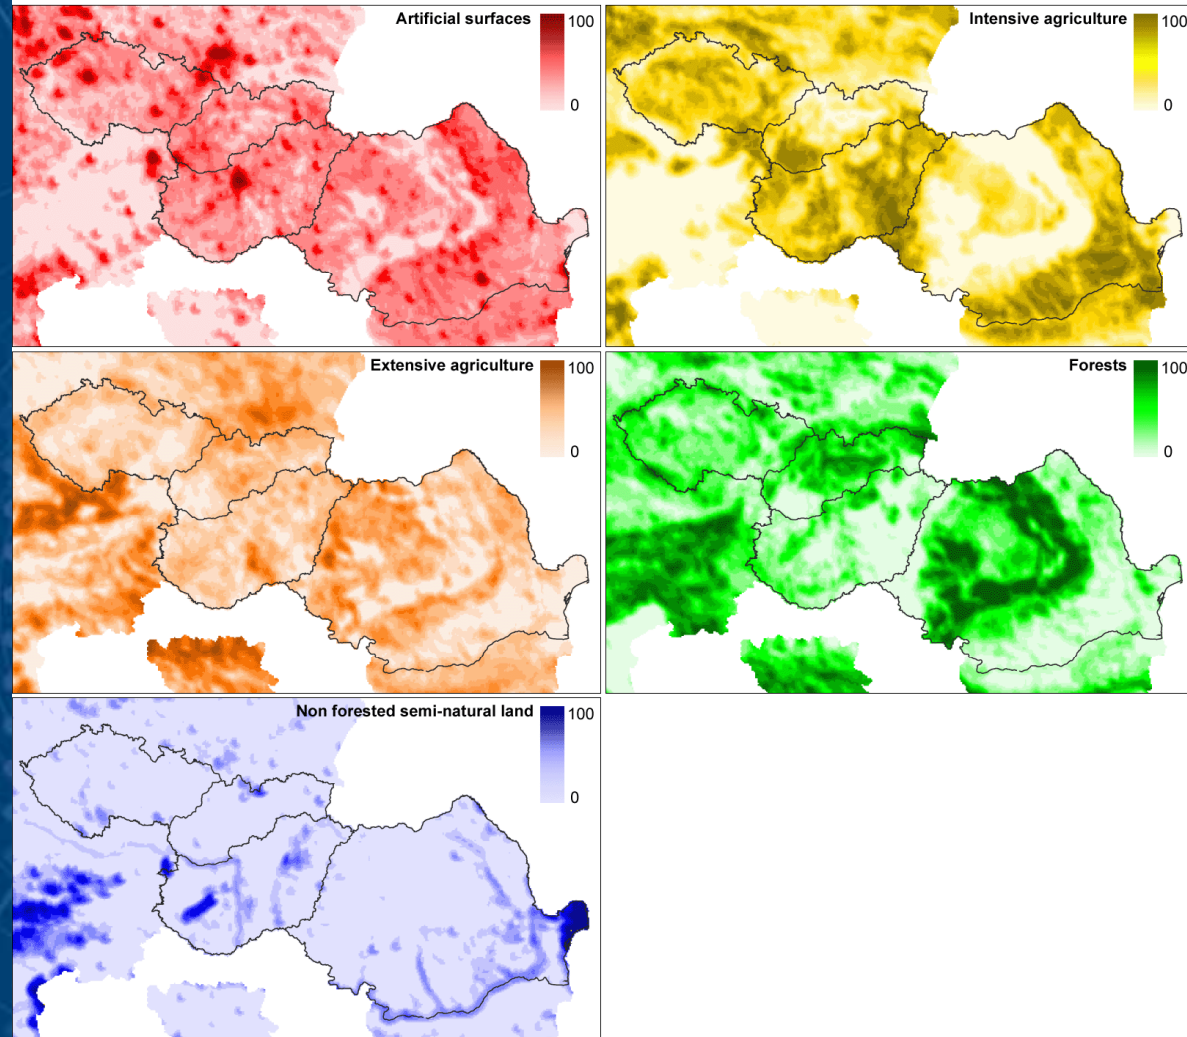 Artificial surfaces
100
0
Intensive agriculture
100
0
Extensive agriculture
100
0
Forests
100
0
Non forested semi-natural land
100
0